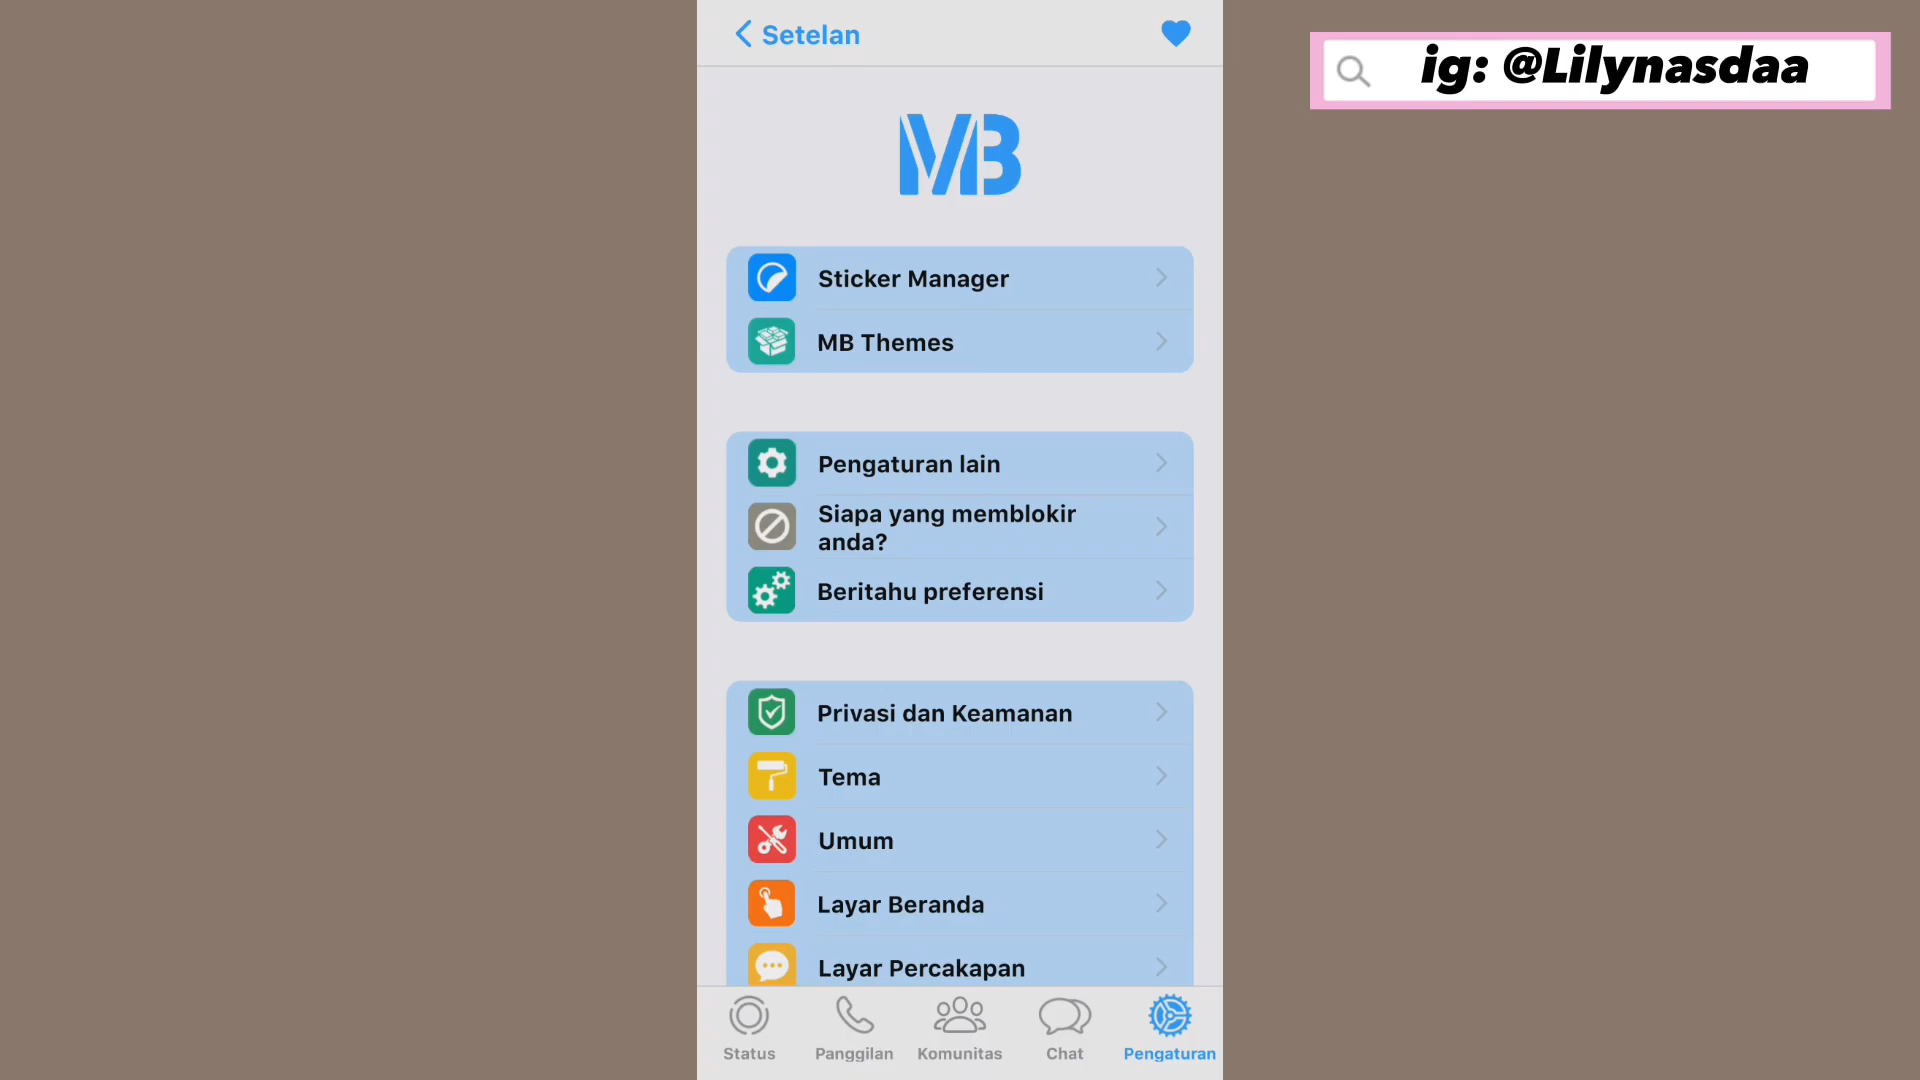 Setelan
ig: @Lilynasdaa
MB
Sticker Manager
MB Themes
Pengaturan lain
Siapa yang memblokir
anda?
Beritahu preferensi
Privasi dan Keamanan
Tema
Umum
Layar Beranda
Layar Percakapan
Status
Panggilan
Komunitas
Chat
Pengaturan